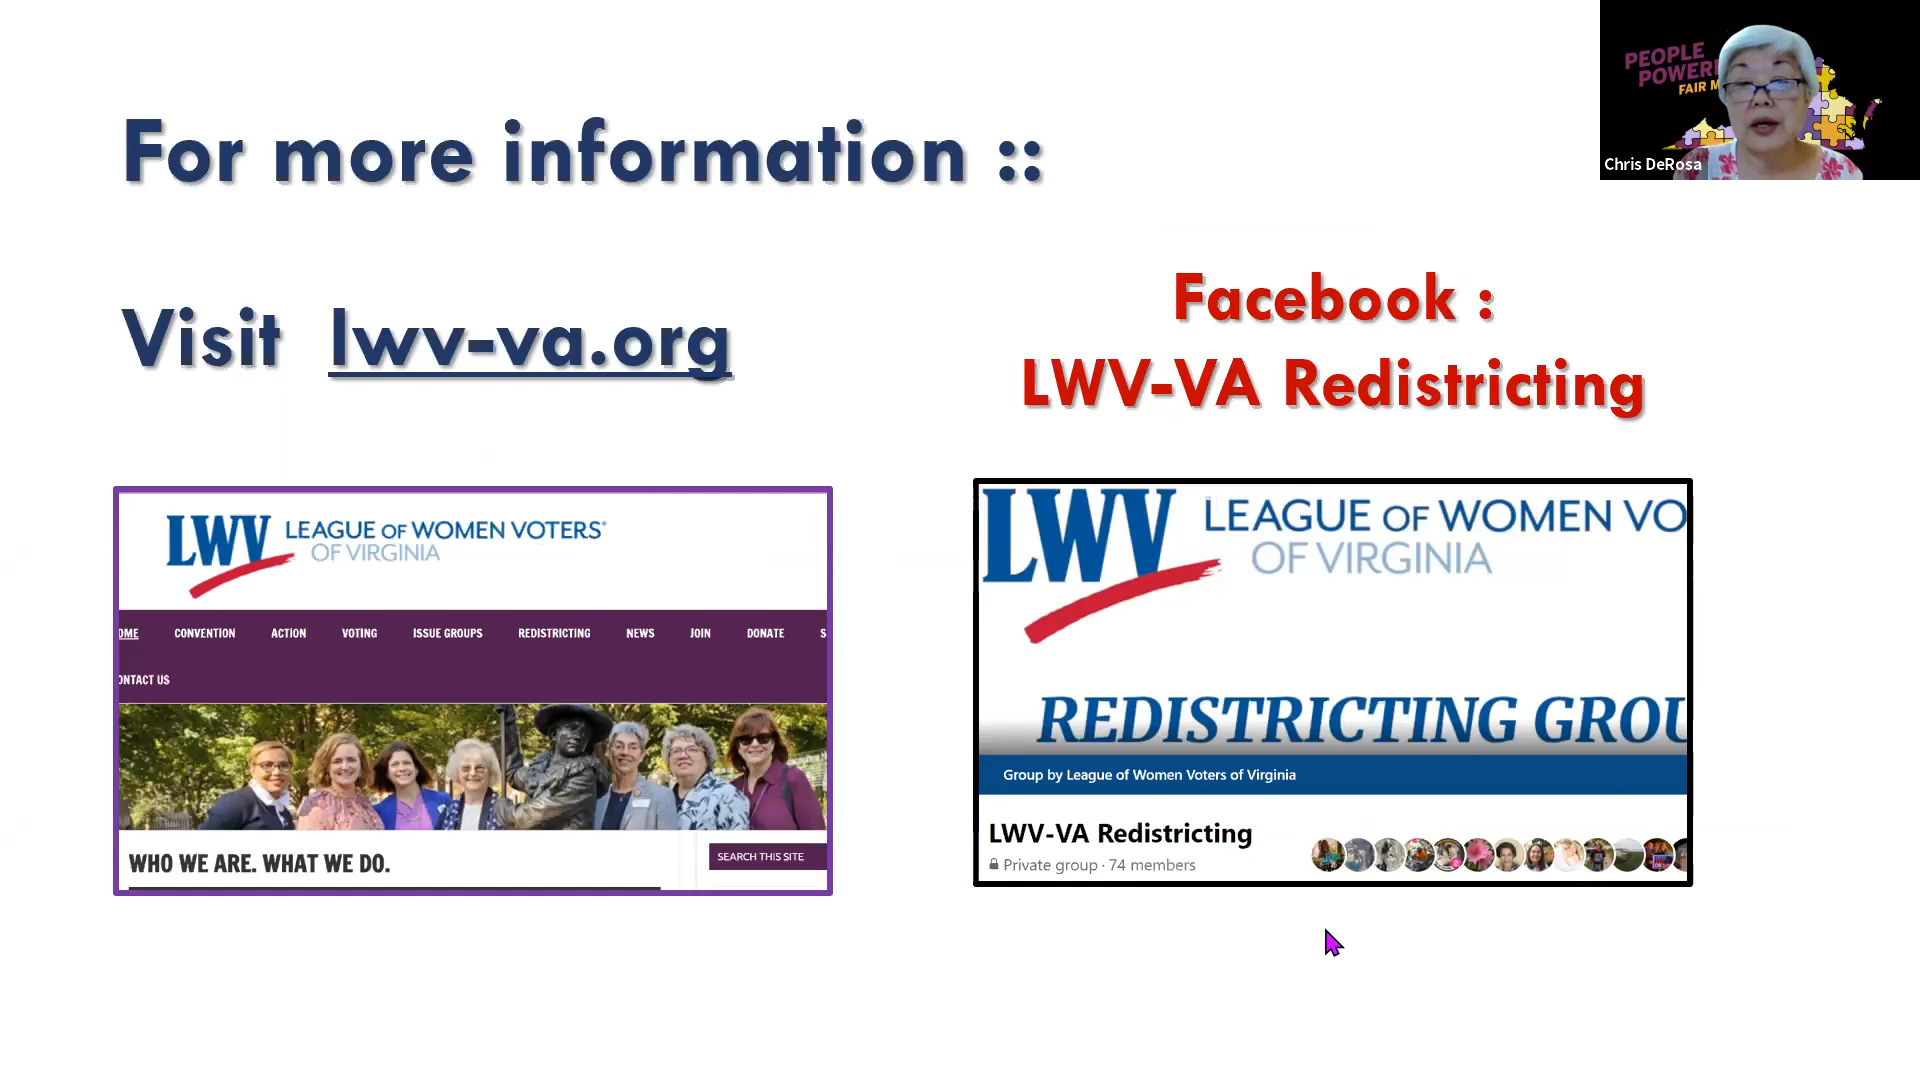 For more information ::
Visit lwv-va.org
Facebook :
LWV-VA Redistricting
PEOPLE
POWER
FAIR M
Chris DeRosa
LWV LEAGUE OF WOMEN VOTERS®
OF VIRGINIA
OME CONVENTION ACTION VOTING ISSUE GROUPS REDISTRICTING NEWS JOIN DONATE S
ONTACT US
WHO WE ARE. WHAT WE DO.
SEARCH THIS SITE
LWV LEAGUE OF WOMEN VO
OF VIRGINIA
REDISTRICTING GROU
Group by League of Women Voters of Virginia
LWV-VA Redistricting
Private group · 74 members